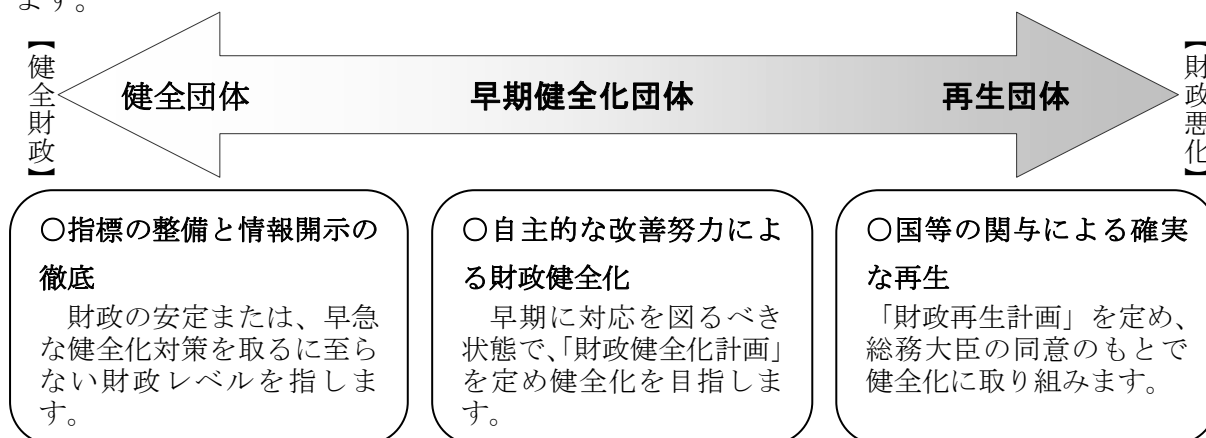 ます。
【健全財政】
健全団体
早期健全化団体
再生団体
【財政悪化】
○指標の整備と情報開示の
徹底
財政の安定または、早急
な健全化対策を取るに至ら
ない財政レベルを指しま
す。
○自主的な改善努力によ
る財政健全化
早期に対応を図るべき
状態で、「財政健全化計画」
を定め健全化を目指しま
す。
○国等の関与による確実
な再生
「財政再生計画」を定め、
総務大臣の同意のもとで
健全化に取り組みます。